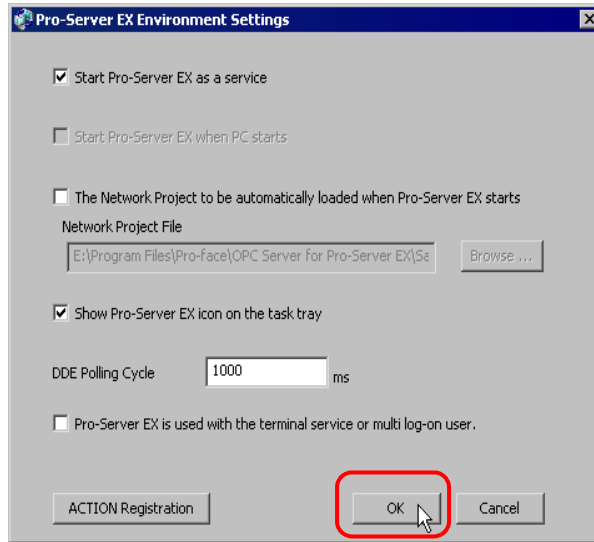 Pro-Server EX Environment Settings
Start Pro-Server EX as a service
Start Pro-Server EX when PC starts
The Network Project to be automatically loaded when Pro-Server EX starts
Network Project File
E:\Program Files\Pro-face\OPC Server for Pro-Server EX\Sa
Browse ...
Show Pro-Server EX icon on the task tray
DDE Polling Cycle 1000 ms
Pro-Server EX is used with the terminal service or multi log-on user.
ACTION Registration OK Cancel